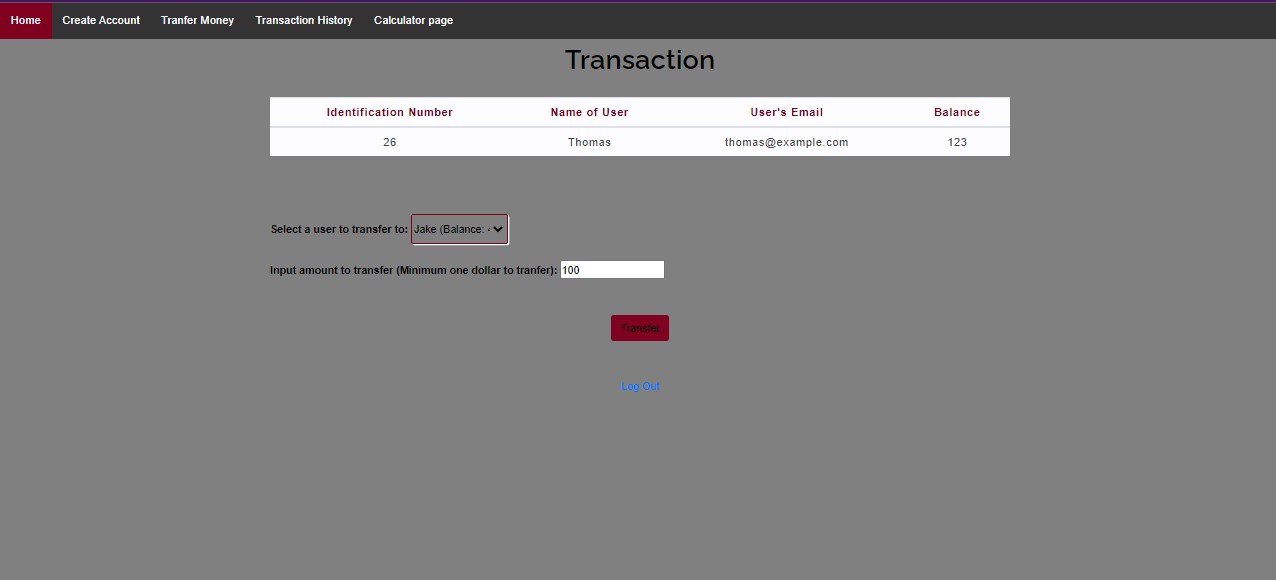 Home Create Account Tranfer Money Transaction History Calculator page
Transaction
Identification Number Name of User User's Email Balance
26 Thomas thomas@example.com 123
Select a user to transfer to: Jake (Balance:
Input amount to transfer (Minimum one dollar to tranfer): 100
Transfer
Log Out